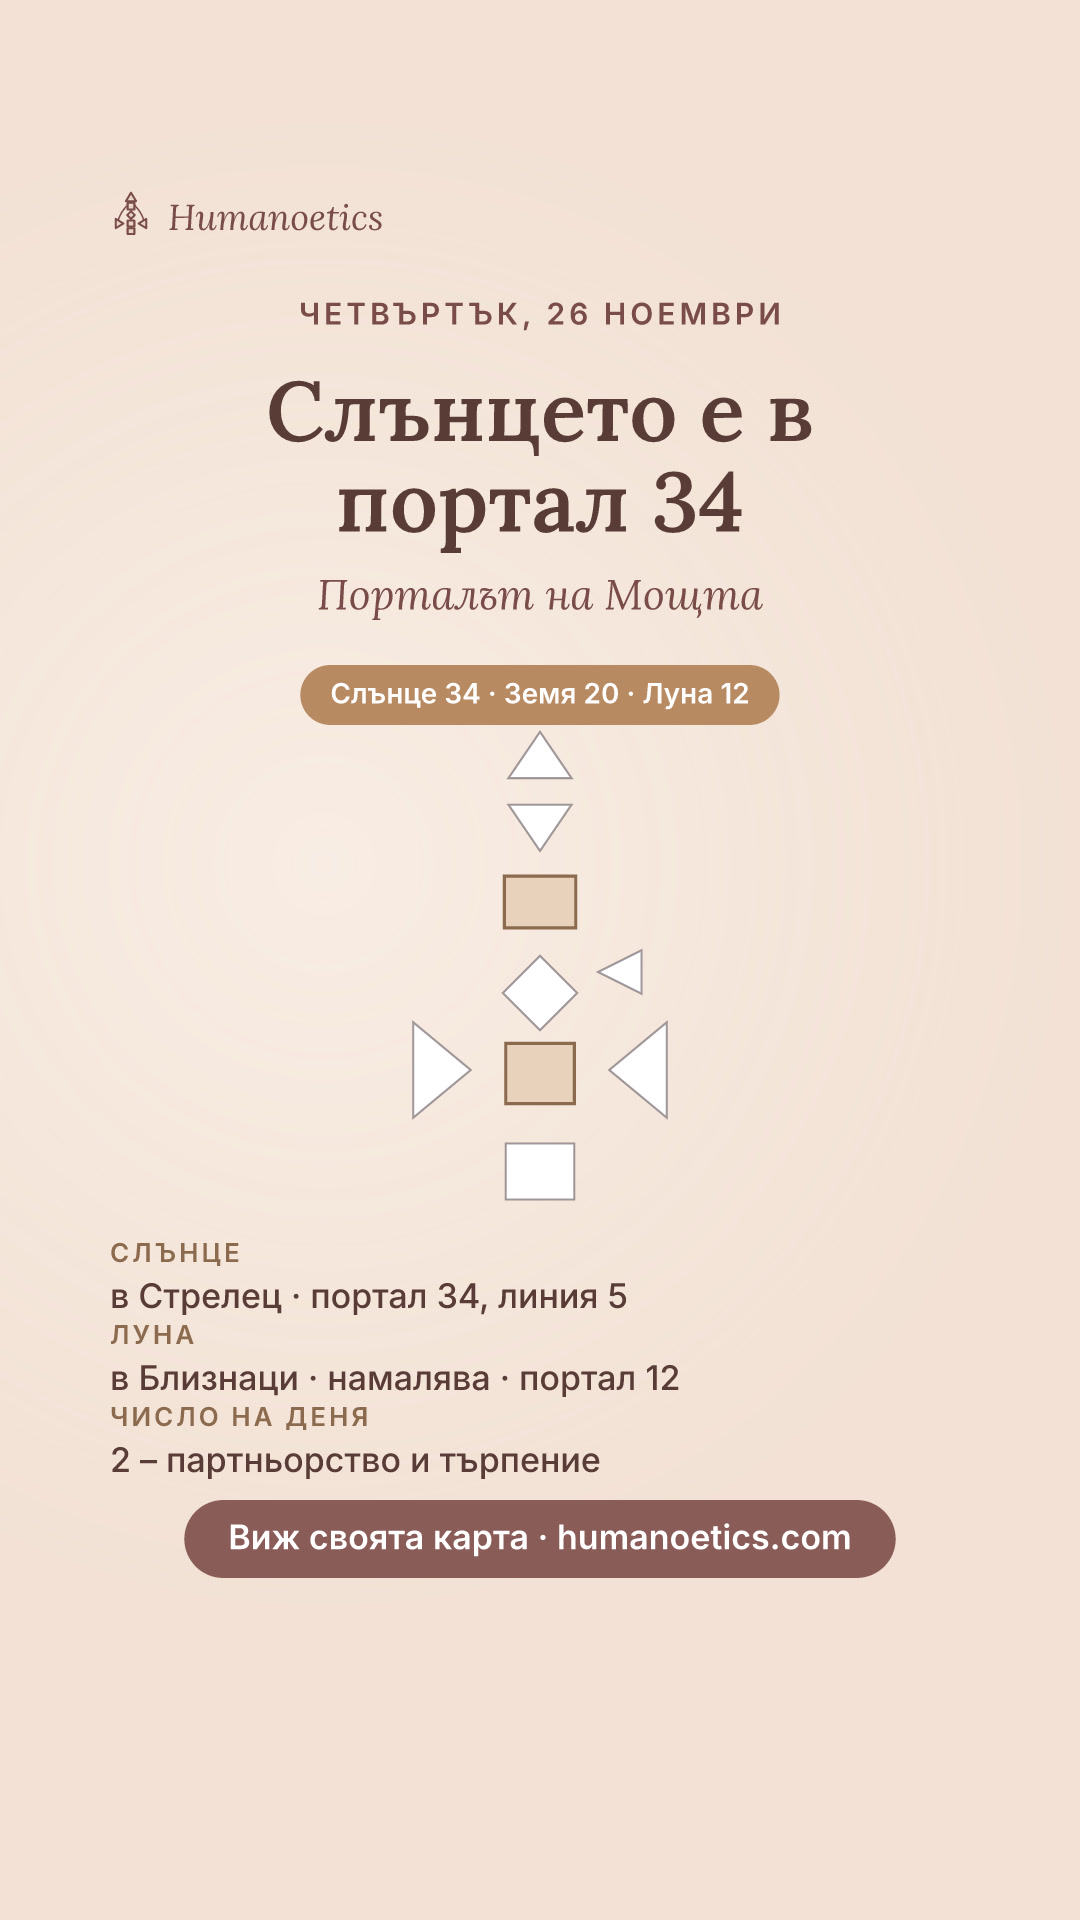 Humanoetics
ЧЕТВЪРТЪК, 26 НОЕМВРИ
Слънцето е в
портал 34
Порталът на Мощта
Слънце 34 · Земя 20 · Луна 12
СЛЪНЦЕ
в Стрелец · портал 34, линия 5
ЛУНА
в Близнаци · намалява · портал 12
ЧИСЛО НА ДЕНЯ
2 – партньорство и търпение
Виж своята карта · humanoetics.com